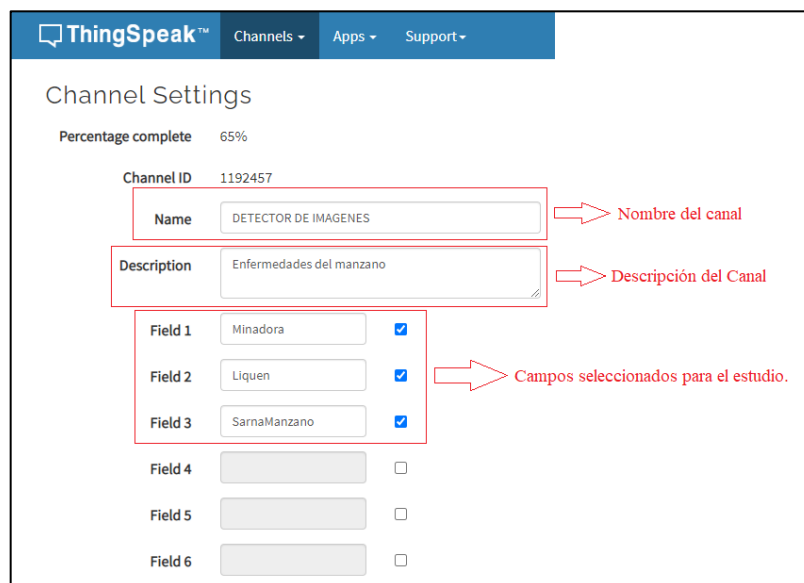 ThingSpeak™ Channels Apps Support
Channel Settings
Percentage complete 65%
Channel ID 1192457
Name DETECTOR DE IMAGENES Nombre del canal
Description Enfermedades del manzano Descripción del Canal
Field 1 Minadora
Field 2 Liquen Campos seleccionados para el estudio.
Field 3 SarnaManzano
Field 4
Field 5
Field 6